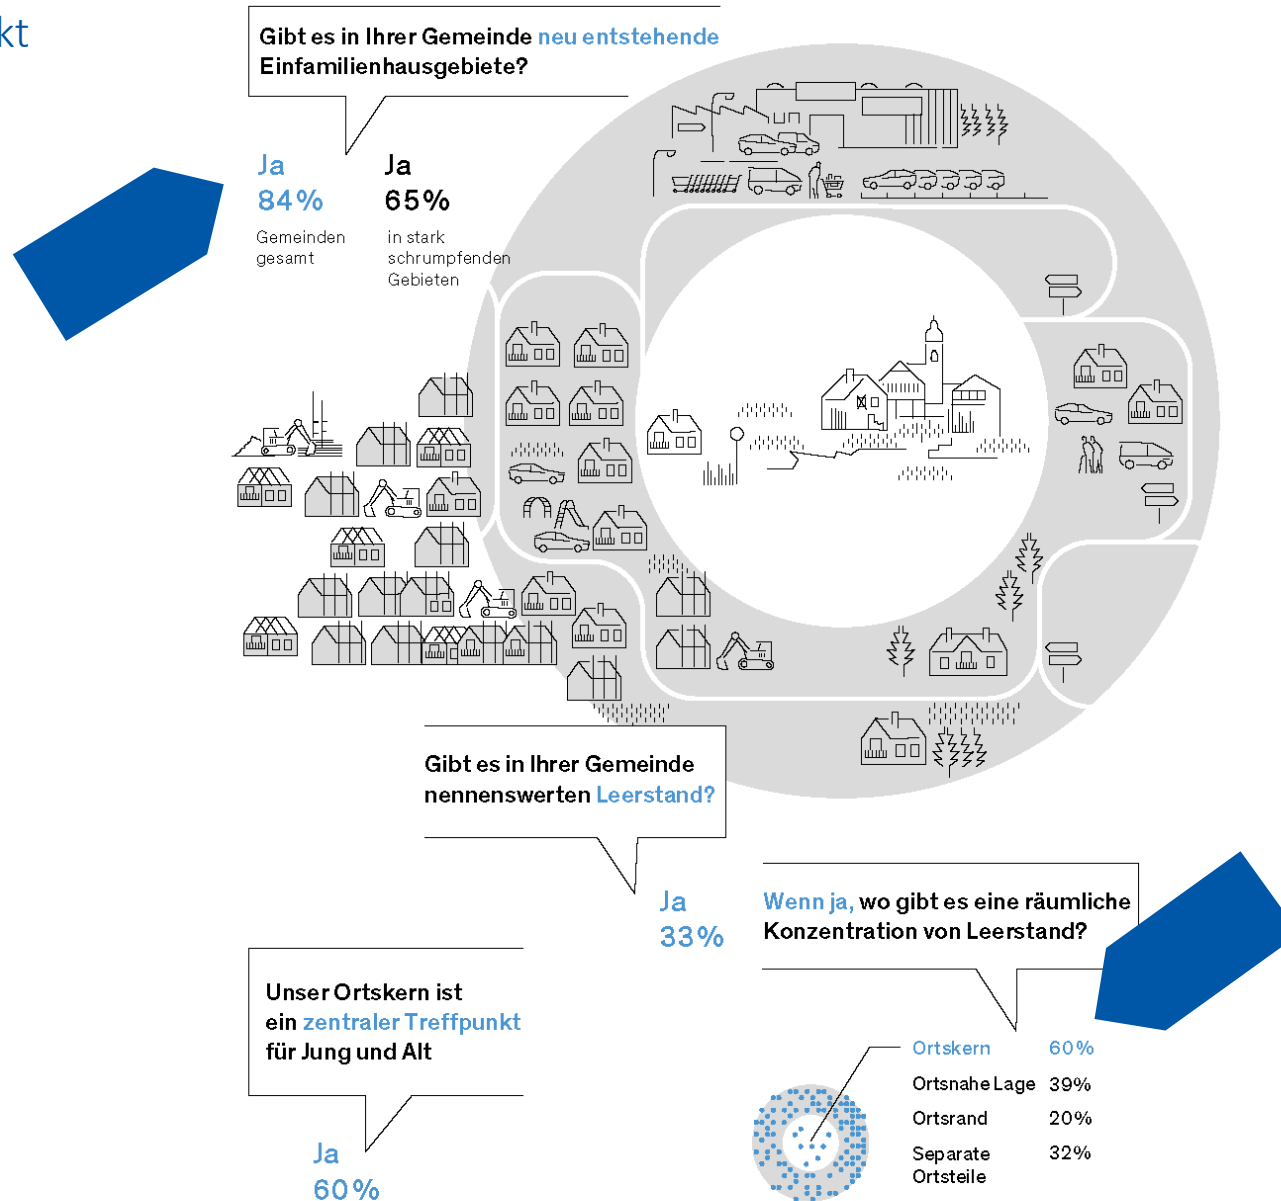 kt
Gibt es in Ihrer Gemeinde neu entstehende
Einfamilienhausgebiete?
Ja
84%
Gemeinden
gesamt
Ja
65%
in stark
schrumpfenden
Gebieten
Gibt es in Ihrer Gemeinde
nennenswerten Leerstand?
Ja
33%
Wenn ja, wo gibt es eine räumliche
Konzentration von Leerstand?
Ortskern 60%
Ortsnahe Lage 39%
Ortsrand 20%
Separate 32%
Ortsteile
Unser Ortskern ist
ein zentraler Treffpunkt
für Jung und Alt
Ja
60%